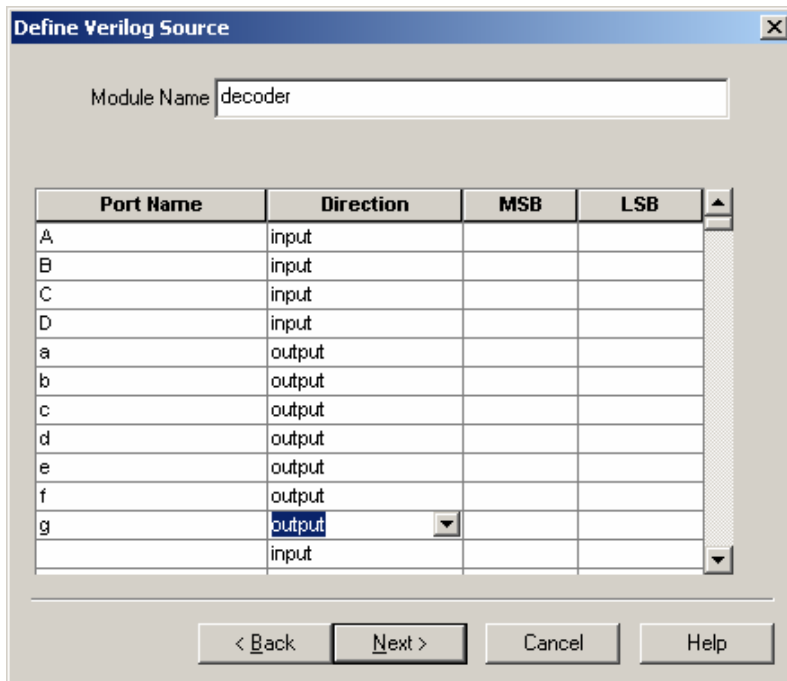 Define Verilog Source
Module Name decoder
Port Name Direction MSB LSB
A input
B input
C input
D input
a output
b output
c output
d output
e output
f output
g output
input
< Back Next > Cancel Help